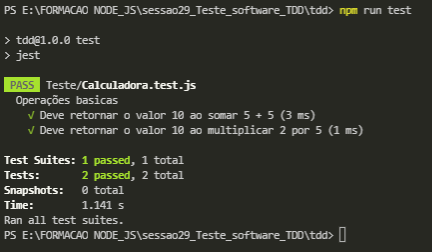 PS E:\FORMACAO NODE_JS\sessao29_Teste_software_TDD\tdd> npm run test
> tdd@1.0.0 test
> jest
PASS Teste/Calculadora.test.js
Operações basicas
√ Deve retornar o valor 10 ao somar 5 + 5 (3 ms)
√ Deve retornar o valor 10 ao multiplicar 2 por 5 (1 ms)
Test Suites: 1 passed, 1 total
Tests: 2 passed, 2 total
Snapshots: 0 total
Time: 1.141 s
Ran all test suites.
PS E:\FORMACAO NODE_JS\sessao29_Teste_software_TDD\tdd>